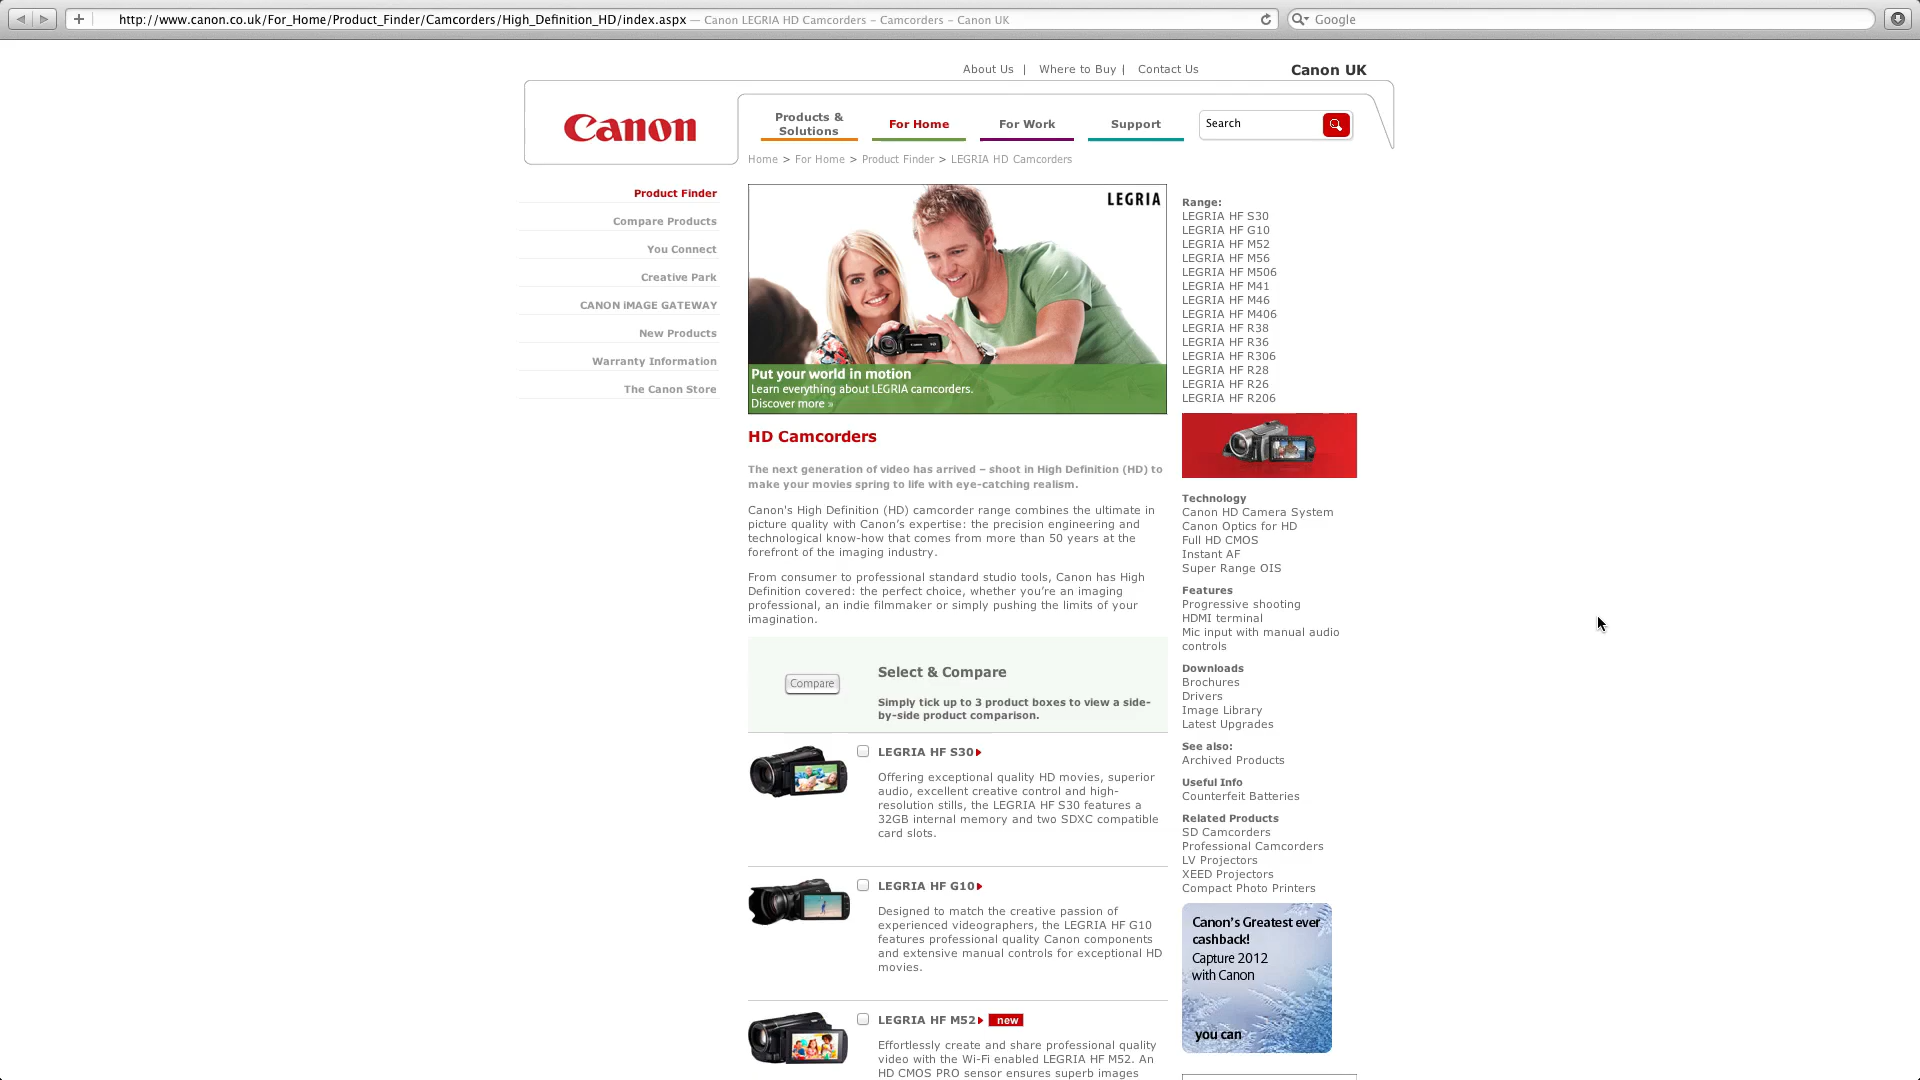 http://www.canon.co.uk/For_Home/Product_Finder/Camcorders/High_Definition_HD/index.aspx — Canon LEGRIA HD Camcorders – Camcorders – Canon UK
Google
About Us | Where to Buy | Contact Us
Canon UK
Canon
Products &
Solutions
For Home
For Work
Support
Search
Home > For Home > Product Finder > LEGRIA HD Camcorders
Product Finder
Compare Products
You Connect
Creative Park
CANON iMAGE GATEWAY
New Products
Warranty Information
The Canon Store
LEGRIA
Put your world in motion
Learn everything about LEGRIA camcorders.
Discover more »
HD Camcorders
The next generation of video has arrived – shoot in High Definition (HD) to
make your movies spring to life with eye-catching realism.
Canon's High Definition (HD) camcorder range combines the ultimate in
picture quality with Canon’s expertise: the precision engineering and
technological know-how that comes from more than 50 years at the
forefront of the imaging industry.
From consumer to professional standard studio tools, Canon has High
Definition covered: the perfect choice, whether you’re an imaging
professional, an indie filmmaker or simply pushing the limits of your
imagination.
Compare
Select & Compare
Simply tick up to 3 product boxes to view a side-
by-side product comparison.
LEGRIA HF S30
Offering exceptional quality HD movies, superior
audio, excellent creative control and high-
resolution stills, the LEGRIA HF S30 features a
32GB internal memory and two SDXC compatible
card slots.
LEGRIA HF G10
Designed to match the creative passion of
experienced videographers, the LEGRIA HF G10
features professional quality Canon components
and extensive manual controls for exceptional HD
movies.
LEGRIA HF M52 new
Effortlessly create and share professional quality
video with the Wi-Fi enabled LEGRIA HF M52. An
HD CMOS PRO sensor ensures superb images
Range:
LEGRIA HF S30
LEGRIA HF G10
LEGRIA HF M52
LEGRIA HF M56
LEGRIA HF M506
LEGRIA HF M41
LEGRIA HF M46
LEGRIA HF M406
LEGRIA HF R38
LEGRIA HF R36
LEGRIA HF R306
LEGRIA HF R28
LEGRIA HF R26
LEGRIA HF R206
Technology
Canon HD Camera System
Canon Optics for HD
Full HD CMOS
Instant AF
Super Range OIS
Features
Progressive shooting
HDMI terminal
Mic input with manual audio
controls
Downloads
Brochures
Drivers
Image Library
Latest Upgrades
See also:
Archived Products
Useful Info
Counterfeit Batteries
Related Products
SD Camcorders
Professional Camcorders
LV Projectors
XEED Projectors
Compact Photo Printers
Canon's Greatest ever
cashback!
Capture 2012
with Canon
you can